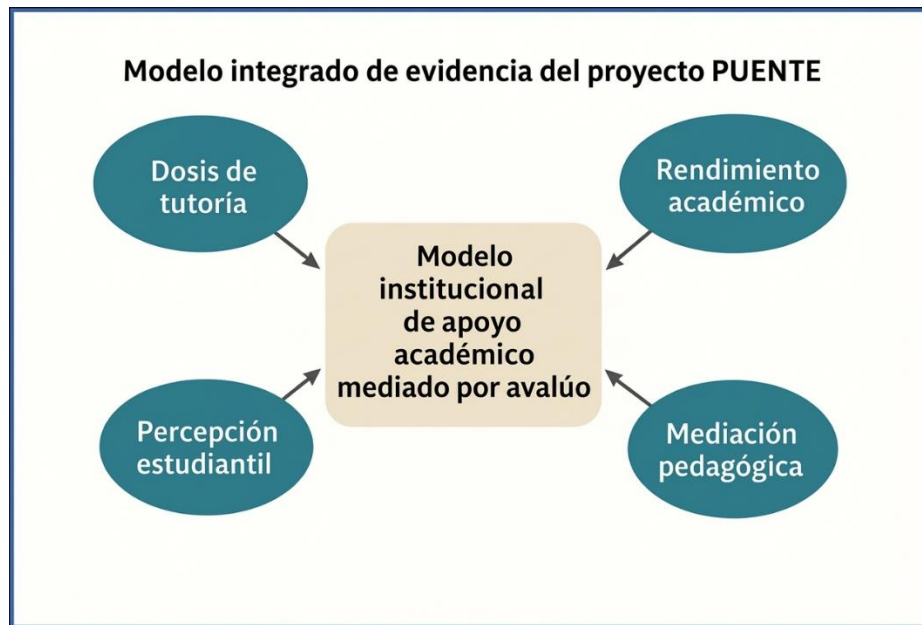 Modelo integrado de evidencia del proyecto PUENTE
Dosis de
tutoría
Rendimiento
académico
Modelo
institucional
de apoyo
académico
mediado por avalúo
Percepción
estudiantil
Mediación
pedagógica